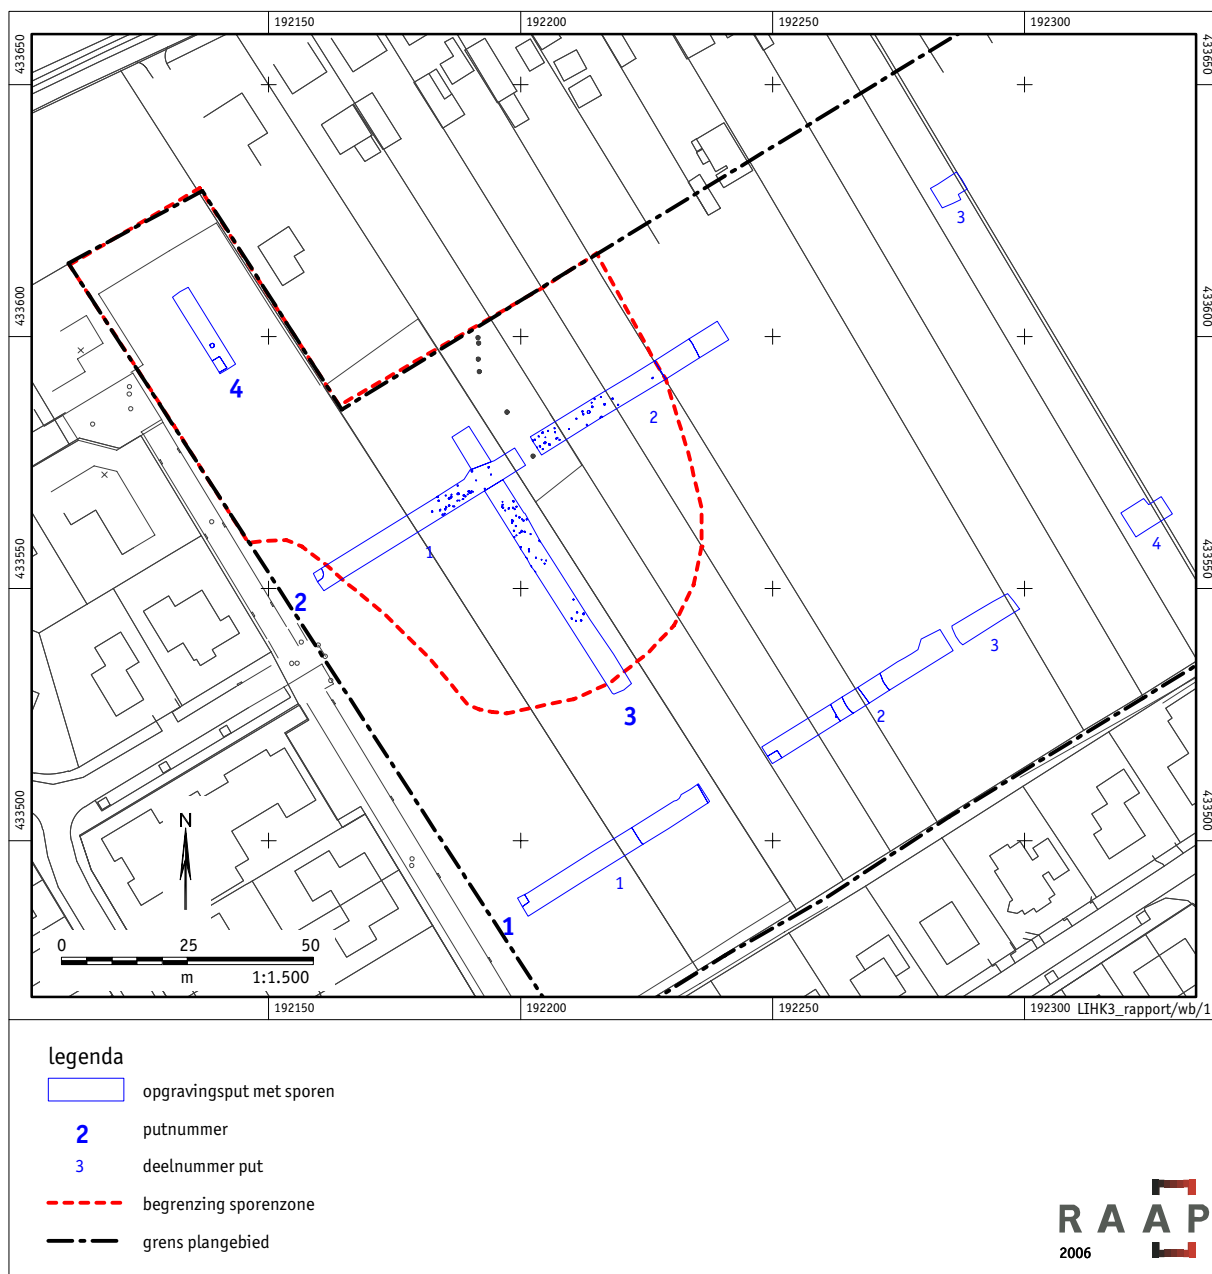 192150 192200 192250 192300
433650 433650
3
433600 433600
4
2
1
4
433550 433550
2
3
3
2
N
433500 433500
1
1
0 25 50
m 1:1.500
192150 192200 192250 192300
LIHK3_rapport/wb/1
legenda
opgravingsput met sporen
2 putnummer
3 deelnummer put
begrenzing sporenzone
grens plangebied
RAAP
2006